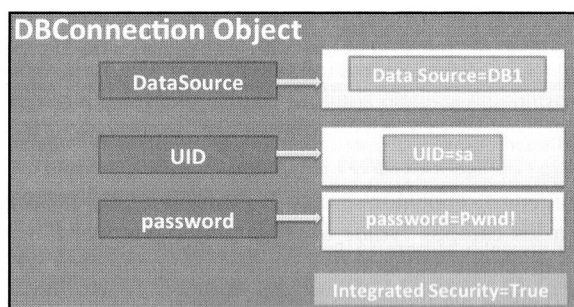 DBConnection Object
DataSource
Data Source=DB1
UID
UID=sa
password
password=Pwnd!
Integrated Security=True